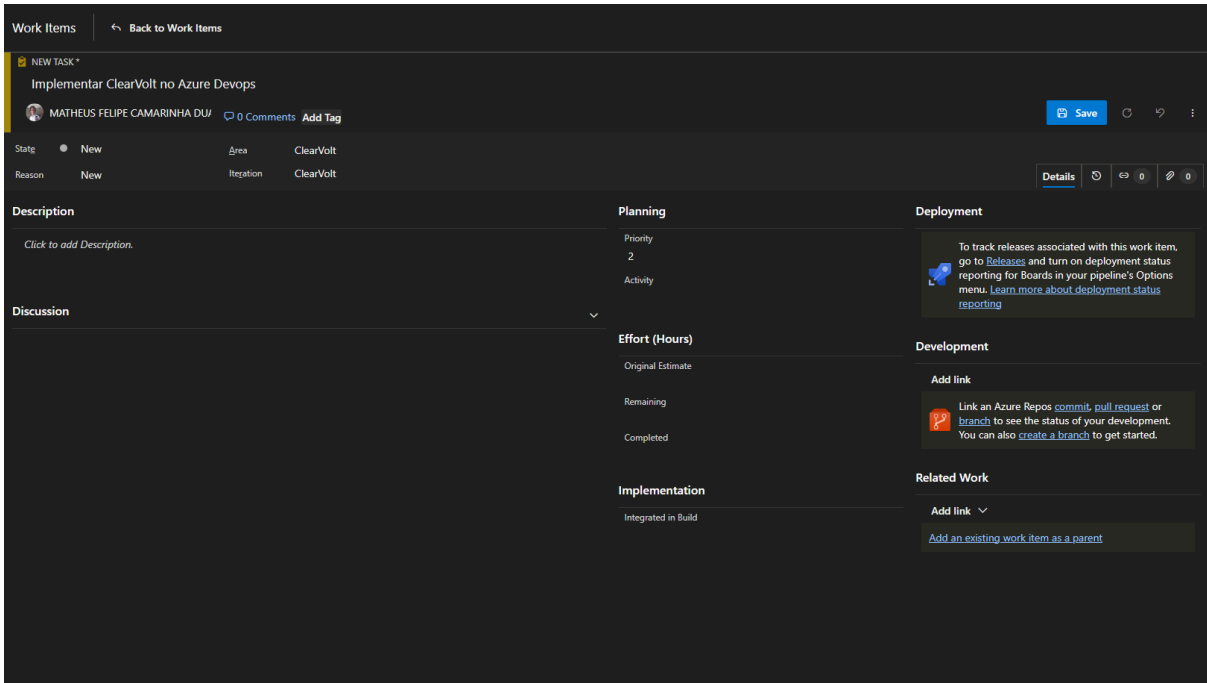 Work Items
Back to Work Items
NEW TASK *
Implementar ClearVolt no Azure Devops
MATHEUS FELIPE CAMARINHA DU
0 Comments
Add Tag
Save
State
New
Area
ClearVolt
Reason
New
Iteration
ClearVolt
Details
0
0
Description
Click to add Description.
Discussion
Planning
Priority
2
Activity
Effort (Hours)
Original Estimate
Remaining
Completed
Implementation
Integrated in Build
Deployment
To track releases associated with this work item,
go to Releases and turn on deployment status
reporting for Boards in your pipeline's Options
menu. Learn more about deployment status
reporting
Development
Add link
Link an Azure Repos commit, pull request or
branch to see the status of your development.
You can also create a branch to get started.
Related Work
Add link
Add an existing work item as a parent